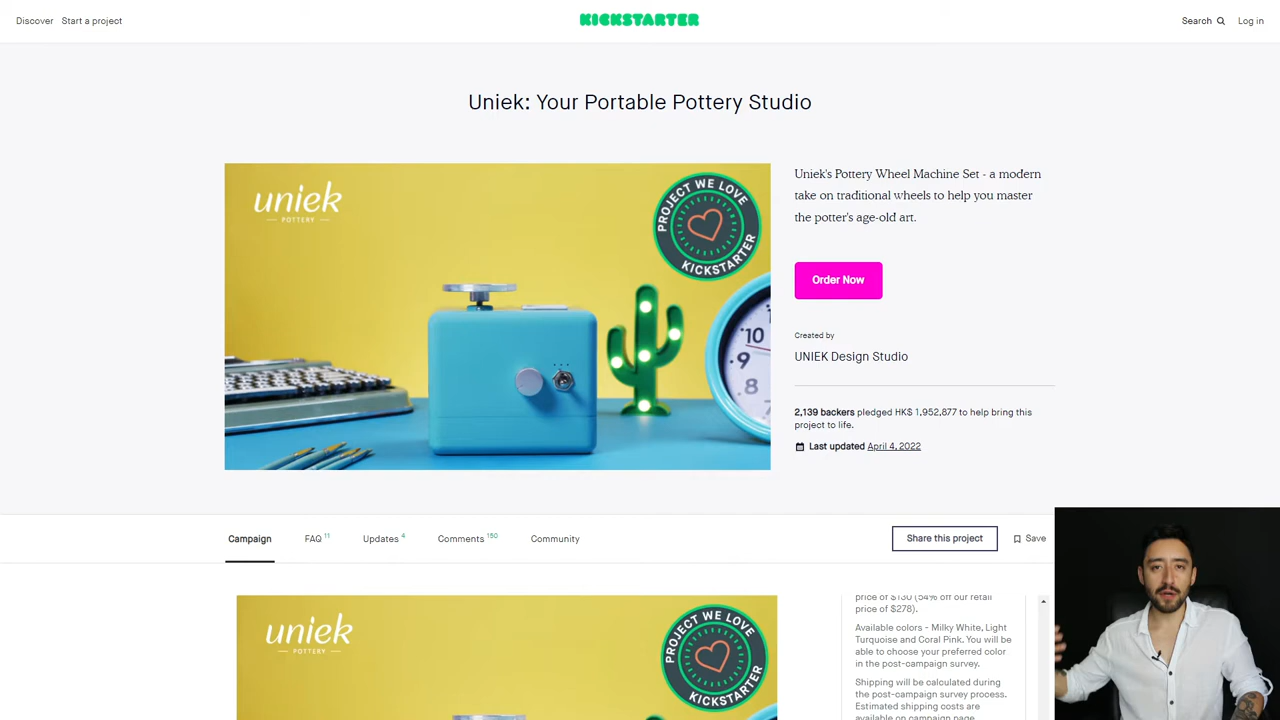 Discover
Start a project
KICKSTARTER
Search
Log in
Uniek: Your Portable Pottery Studio
uniek
POTTERY
PROJECT WE LOVE
KICKSTARTER
10
9
8
7
Uniek's Pottery Wheel Machine Set - a modern
take on traditional wheels to help you master
the potter's age-old art.
Order Now
Created by
UNIEK Design Studio
2,139 backers pledged HK$ 1,952,877 to help bring this
project to life.
Last updated April 4, 2022
Campaign
FAQ 11
Updates 4
Comments 150
Community
Share this project
Save
uniek
POTTERY
PROJECT WE LOVE
KICKSTARTER
price of $130 (54% off our retail
price of $278).
Available colors - Milky White, Light
Turquoise and Coral Pink. You will be
able to choose your preferred color
in the post-campaign survey.
Shipping will be calculated during
the post-campaign survey process.
Estimated shipping costs are
available on campaign page